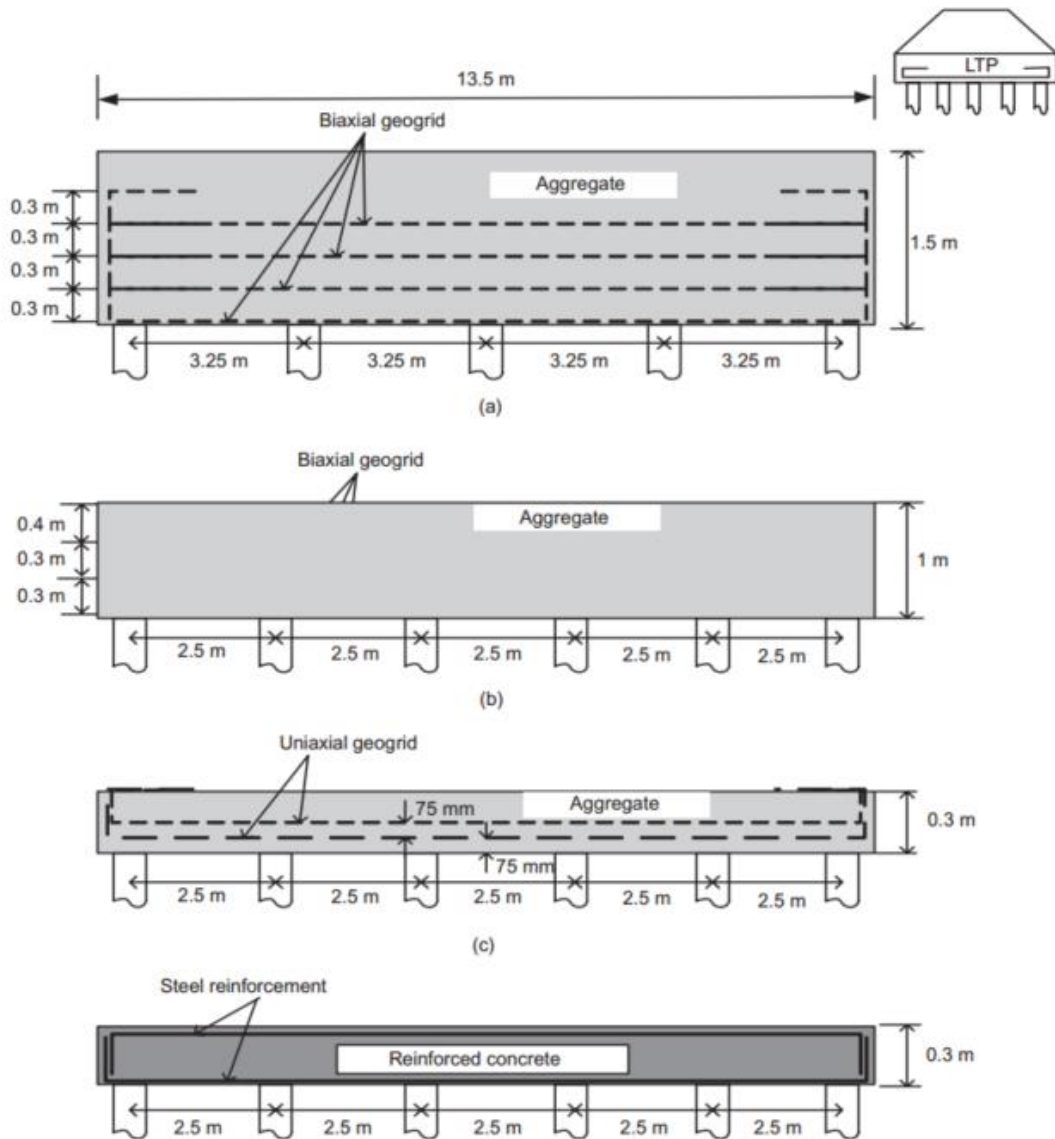 LTP
13.5 m
Biaxial geogrid
Aggregate
0.3 m
0.3 m
0.3 m
0.3 m
1.5 m
3.25 m 3.25 m 3.25 m 3.25 m
(a)
Biaxial geogrid
Aggregate
0.4 m
0.3 m
0.3 m
1 m
2.5 m 2.5 m 2.5 m 2.5 m 2.5 m
(b)
Uniaxial geogrid
Aggregate
75 mm
0.3 m
75 mm
2.5 m 2.5 m 2.5 m 2.5 m 2.5 m
(c)
Steel reinforcement
Reinforced concrete
0.3 m
2.5 m 2.5 m 2.5 m 2.5 m 2.5 m